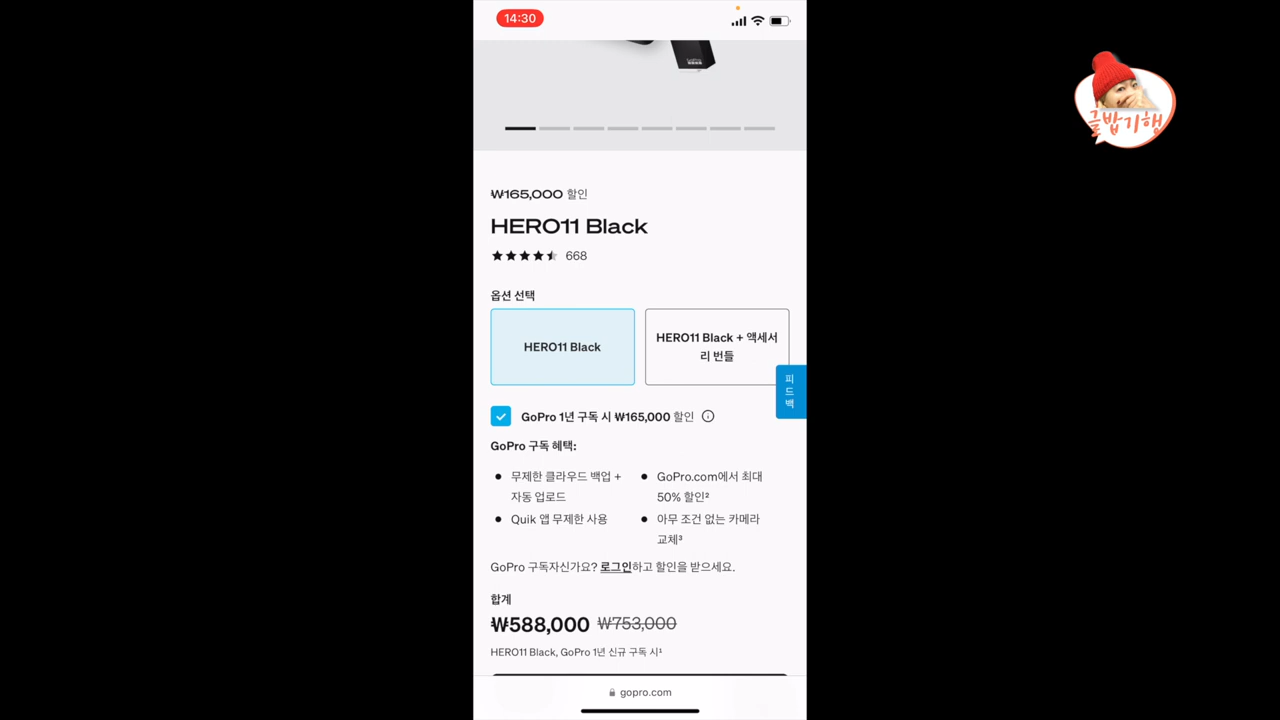 14:30
GoPro
글밥기행
₩165,000 할인
HERO11 Black
668
옵션 선택
HERO11 Black
HERO11 Black + 액세서
리 번들
피
드
백
GoPro 1년 구독 시 ₩165,000 할인
GoPro 구독 혜택:
무제한 클라우드 백업 +
자동 업로드
Quik 앱 무제한 사용
GoPro.com에서 최대
50% 할인²
아무 조건 없는 카메라
교체³
GoPro 구독자신가요? 로그인하고 할인을 받으세요.
합계
₩588,000 ₩753,000
HERO11 Black, GoPro 1년 신규 구독 시¹
gopro.com